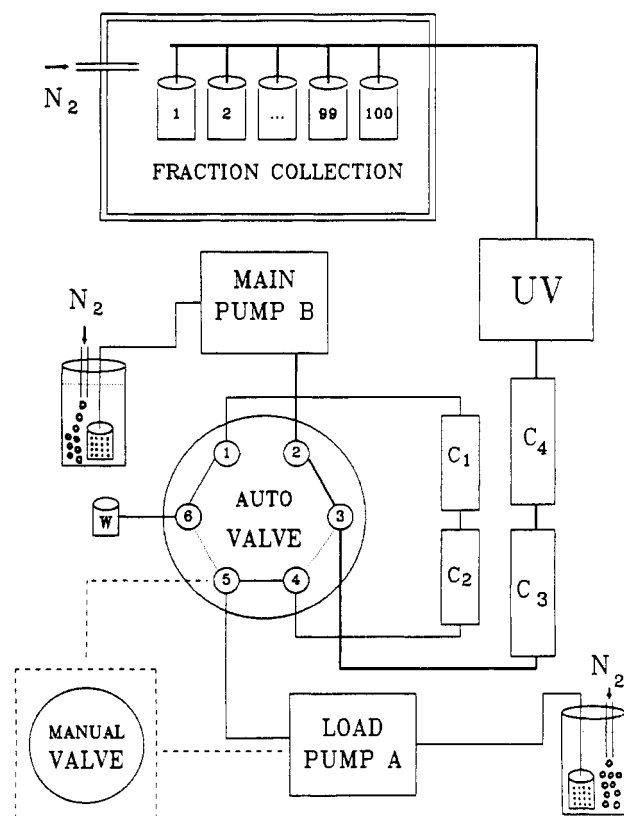 N2
1 2 ... 99 100
FRACTION COLLECTION
MAIN
PUMP B
UV
N2
C1
C4
1
2
6
AUTO
3
VALVE
W
5
4
C2
C3
MANUAL
VALVE
LOAD
PUMP A
N2